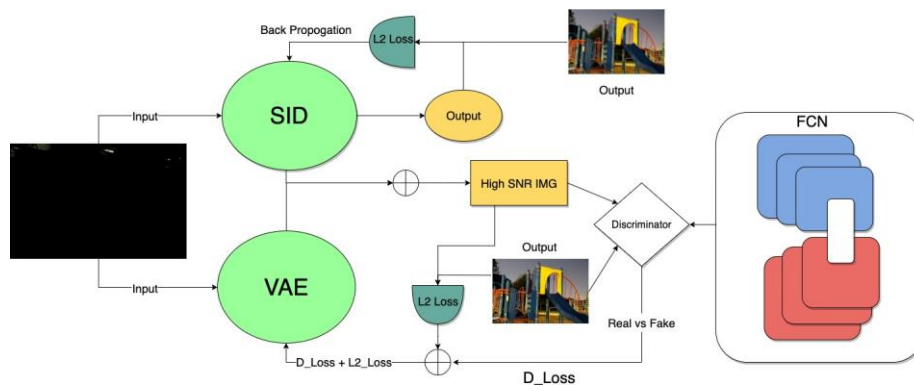 Back Propogation
L2 Loss
FCN
SID
Output
Output
Input
High SNR IMG
Discriminator
Output
VAE
L2 Loss
Input
Real vs Fake
D_Loss + L2_Loss
D_Loss